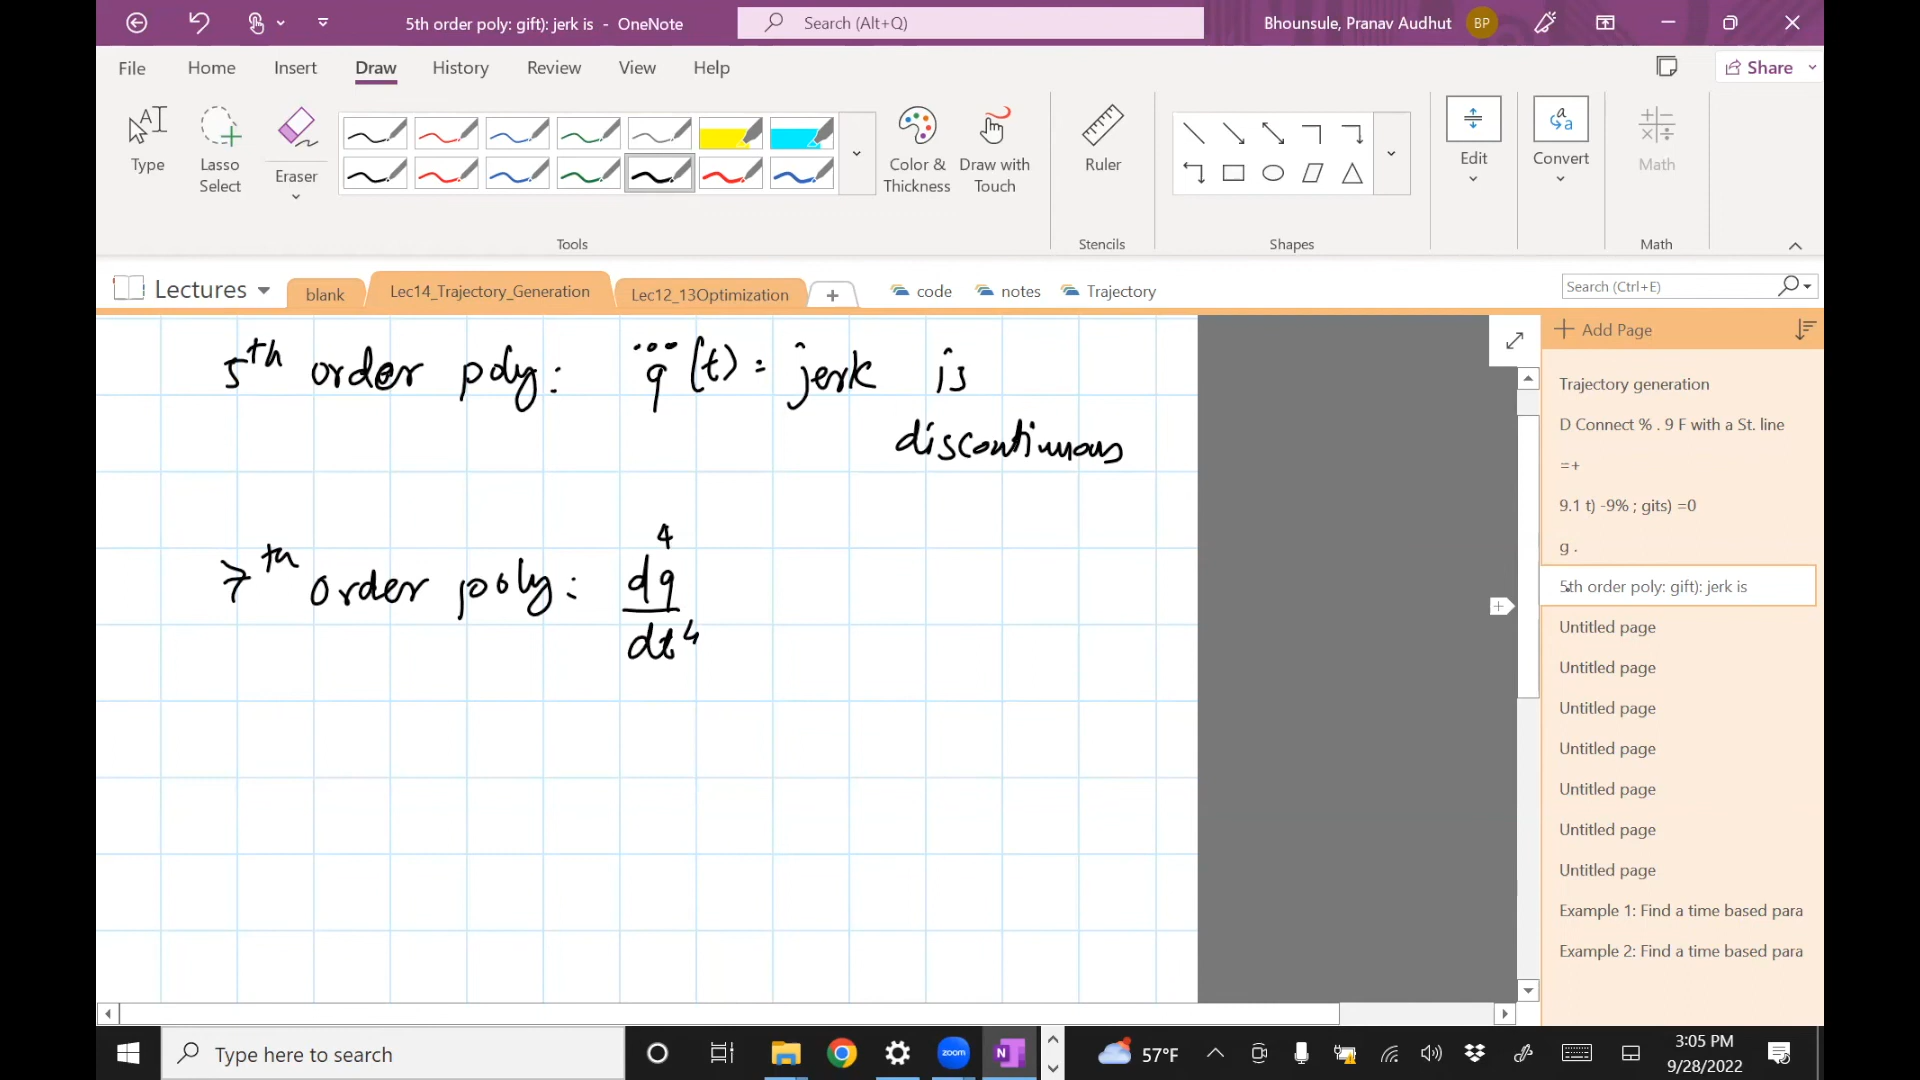 5th order poly: gift): jerk is - OneNote
Search (Alt+Q)
Bhounsule, Pranav Audhut
BP
File
Home
Insert
Draw
History
Review
View
Help
Share
Type
Lasso Select
Eraser
Color & Thickness
Draw with Touch
Ruler
Edit
Convert
Math
Tools
Stencils
Shapes
Math
Lectures
blank
Lec14_Trajectory_Generation
Lec12_13Optimization
code
notes
Trajectory
Search (Ctrl+E)
5th order poly: q⃛(t) = jerk is
discontinuous
7th order poly: d⁴q
dt⁴
Add Page
Trajectory generation
D Connect % . 9 F with a St. line
=+
9.1 t) -9% ; gits) =0
g .
5th order poly: gift): jerk is
Untitled page
Untitled page
Untitled page
Untitled page
Untitled page
Untitled page
Untitled page
Example 1: Find a time based para
Example 2: Find a time based para
Type here to search
zoom
57°F
3:05 PM
9/28/2022